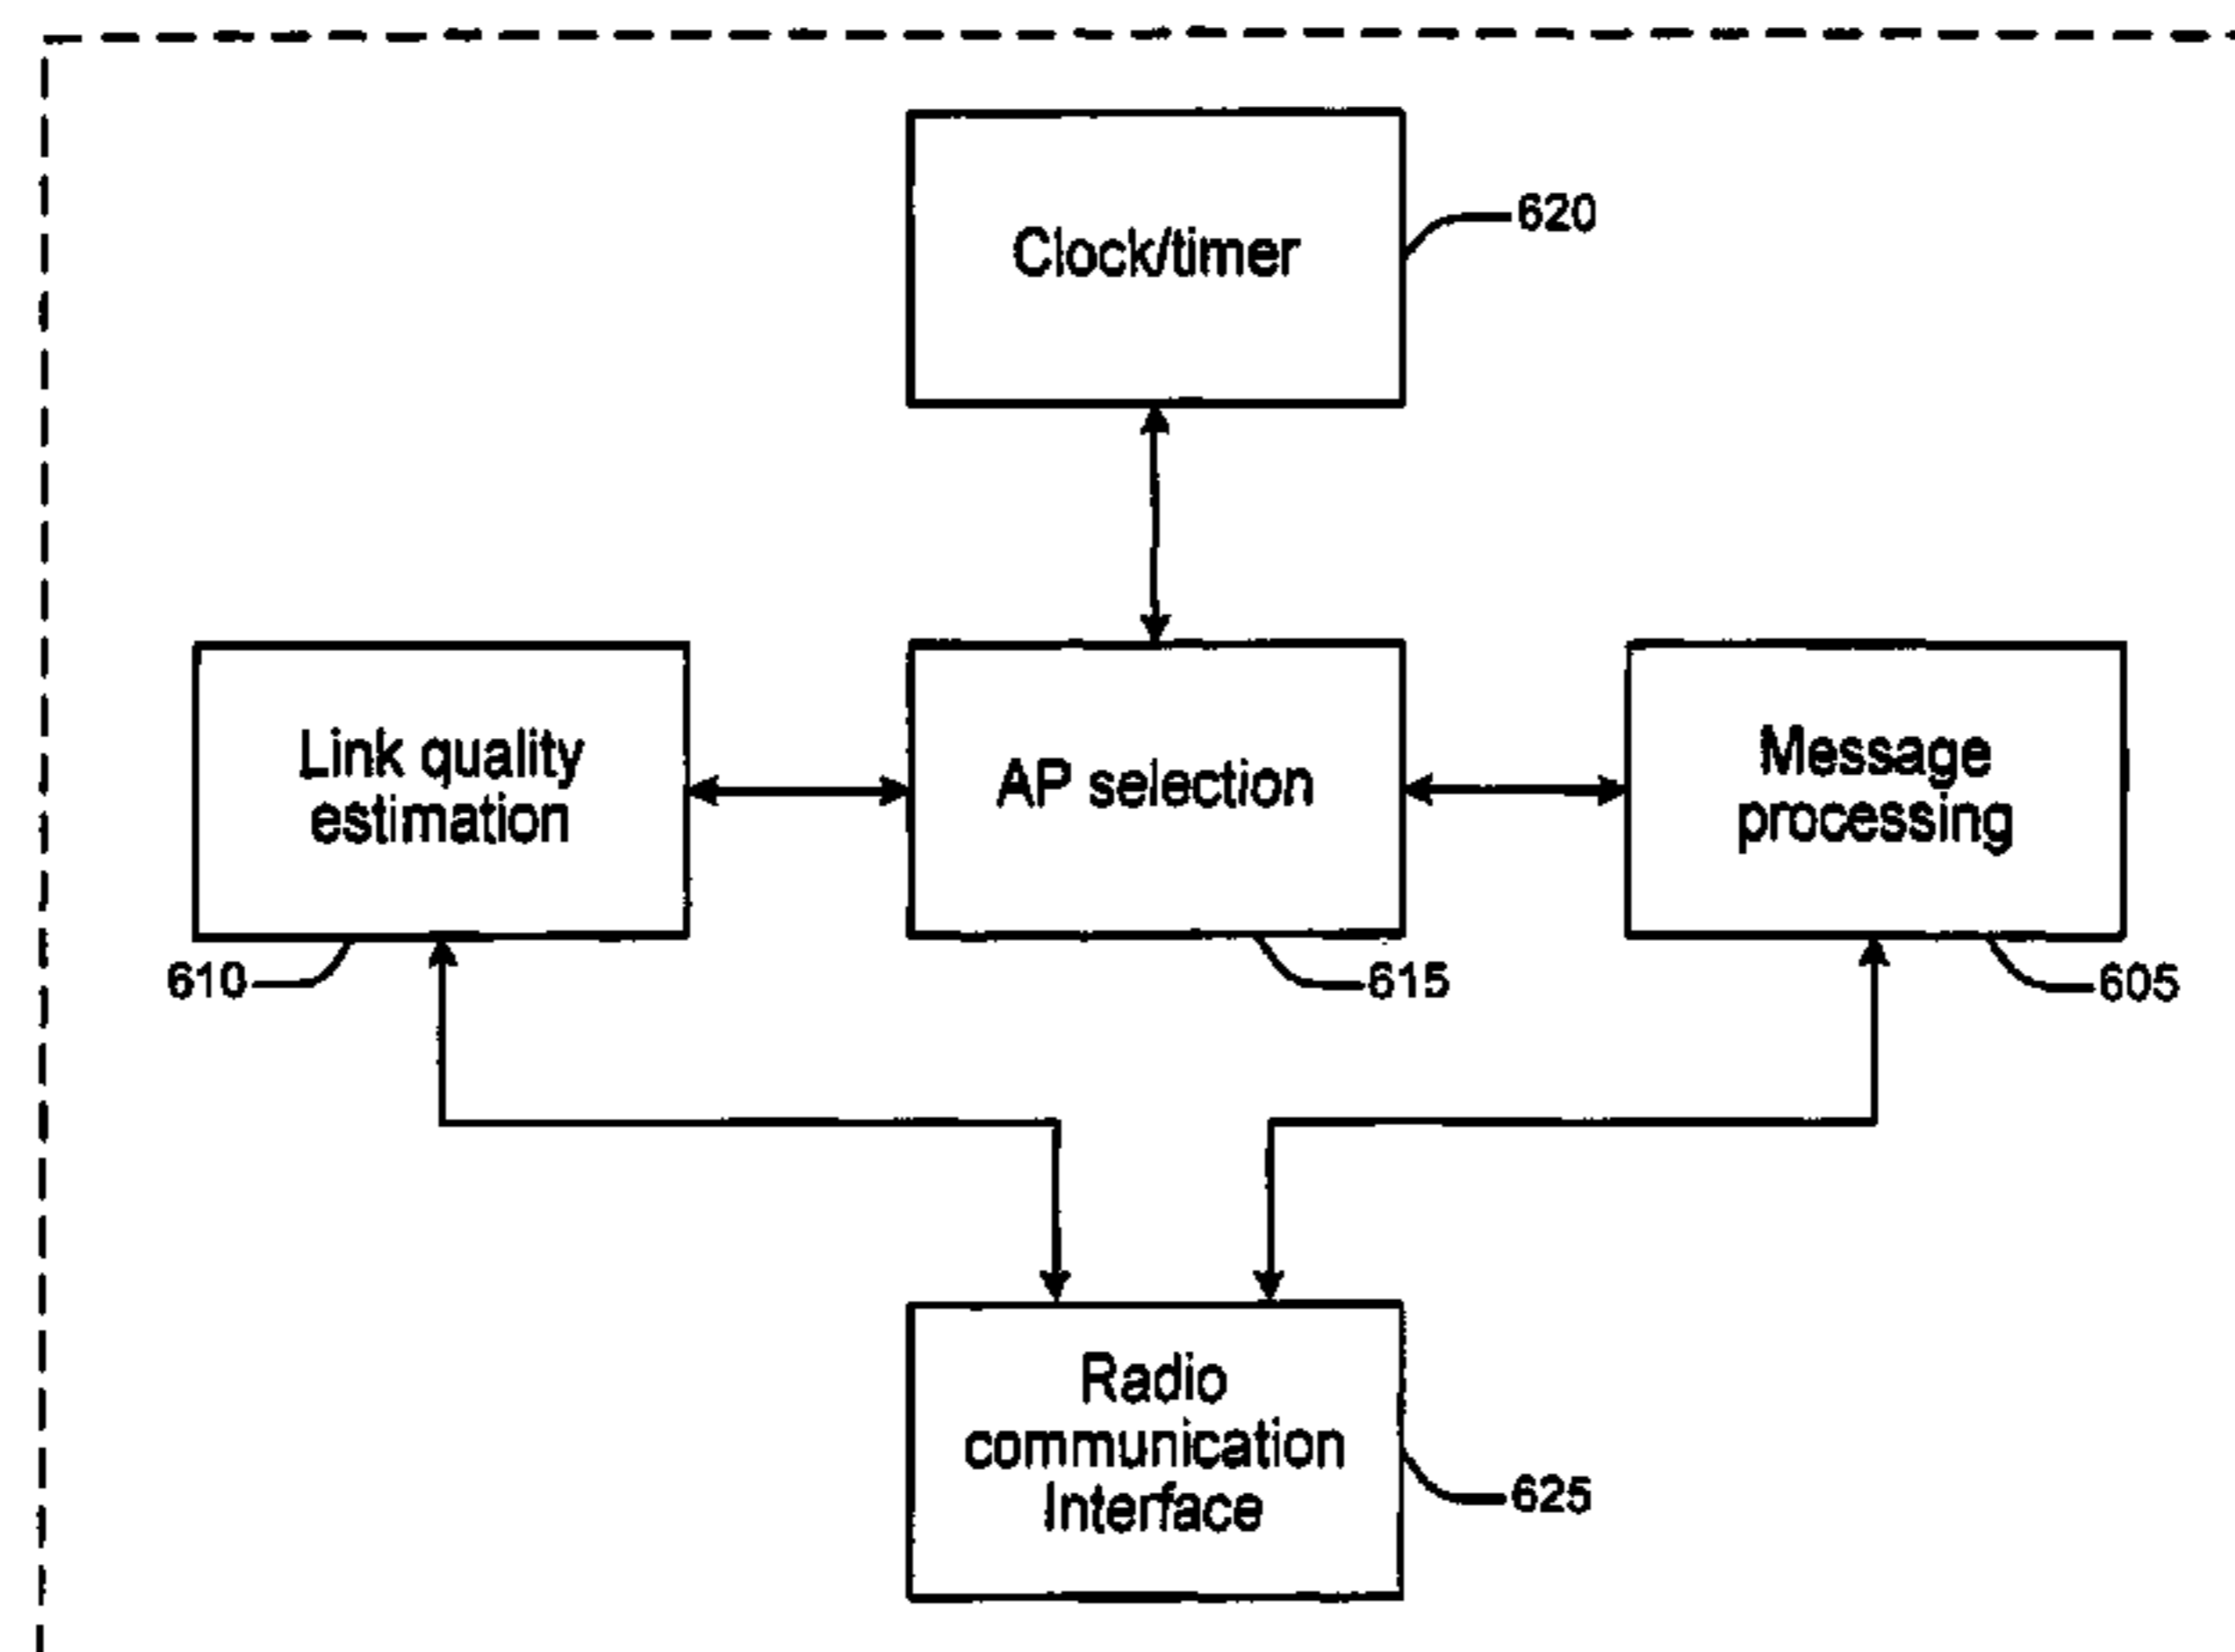 Clock/timer
620
Link quality
estimation
610
AP selection
615
Message
processing
605
Radio
communication
Interface
625